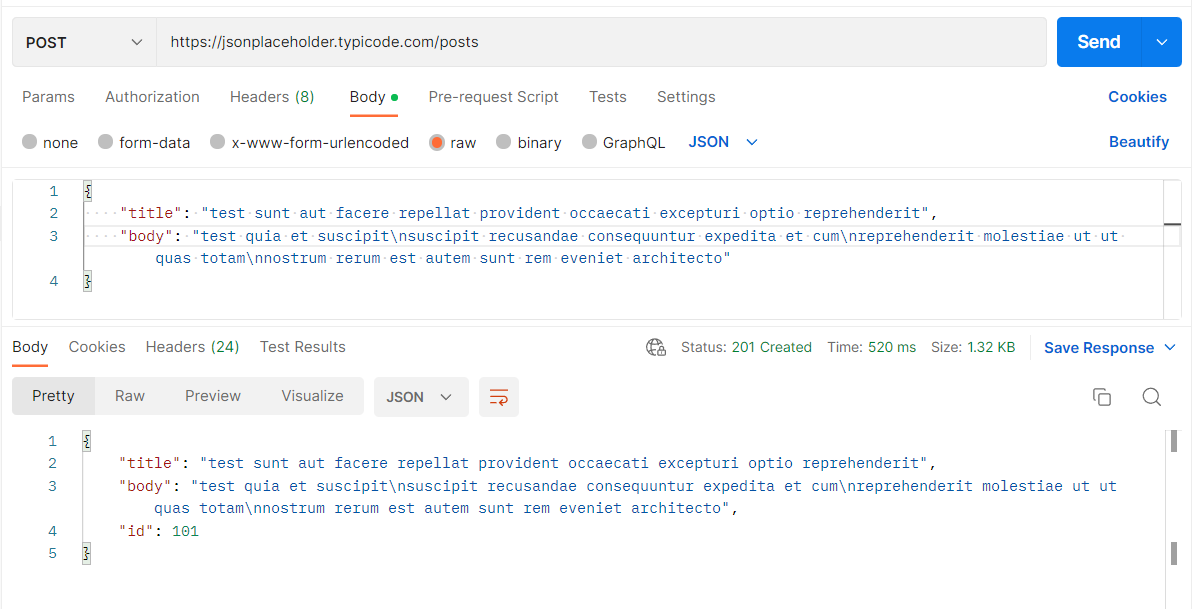 POST https://jsonplaceholder.typicode.com/posts Send
Params Authorization Headers (8) Body Pre-request Script Tests Settings Cookies
none form-data x-www-form-urlencoded raw binary GraphQL JSON Beautify
1 {
2 ····"title":·"test·sunt·aut·facere·repellat·provident·occaecati·excepturi·optio·reprehenderit",
3 ····"body":·"test·quia·et·suscipit\nsuscipit·recusandae·consequuntur·expedita·et·cum\nreprehenderit·molestiae·ut·ut·
quas·totam\nnostrum·rerum·est·autem·sunt·rem·eveniet·architecto"
4 }
Body Cookies Headers (24) Test Results Status: 201 Created Time: 520 ms Size: 1.32 KB Save Response
Pretty Raw Preview Visualize JSON
1 {
2 "title": "test sunt aut facere repellat provident occaecati excepturi optio reprehenderit",
3 "body": "test quia et suscipit\nsuscipit recusandae consequuntur expedita et cum\nreprehenderit molestiae ut ut
quas totam\nnostrum rerum est autem sunt rem eveniet architecto",
4 "id": 101
5 }